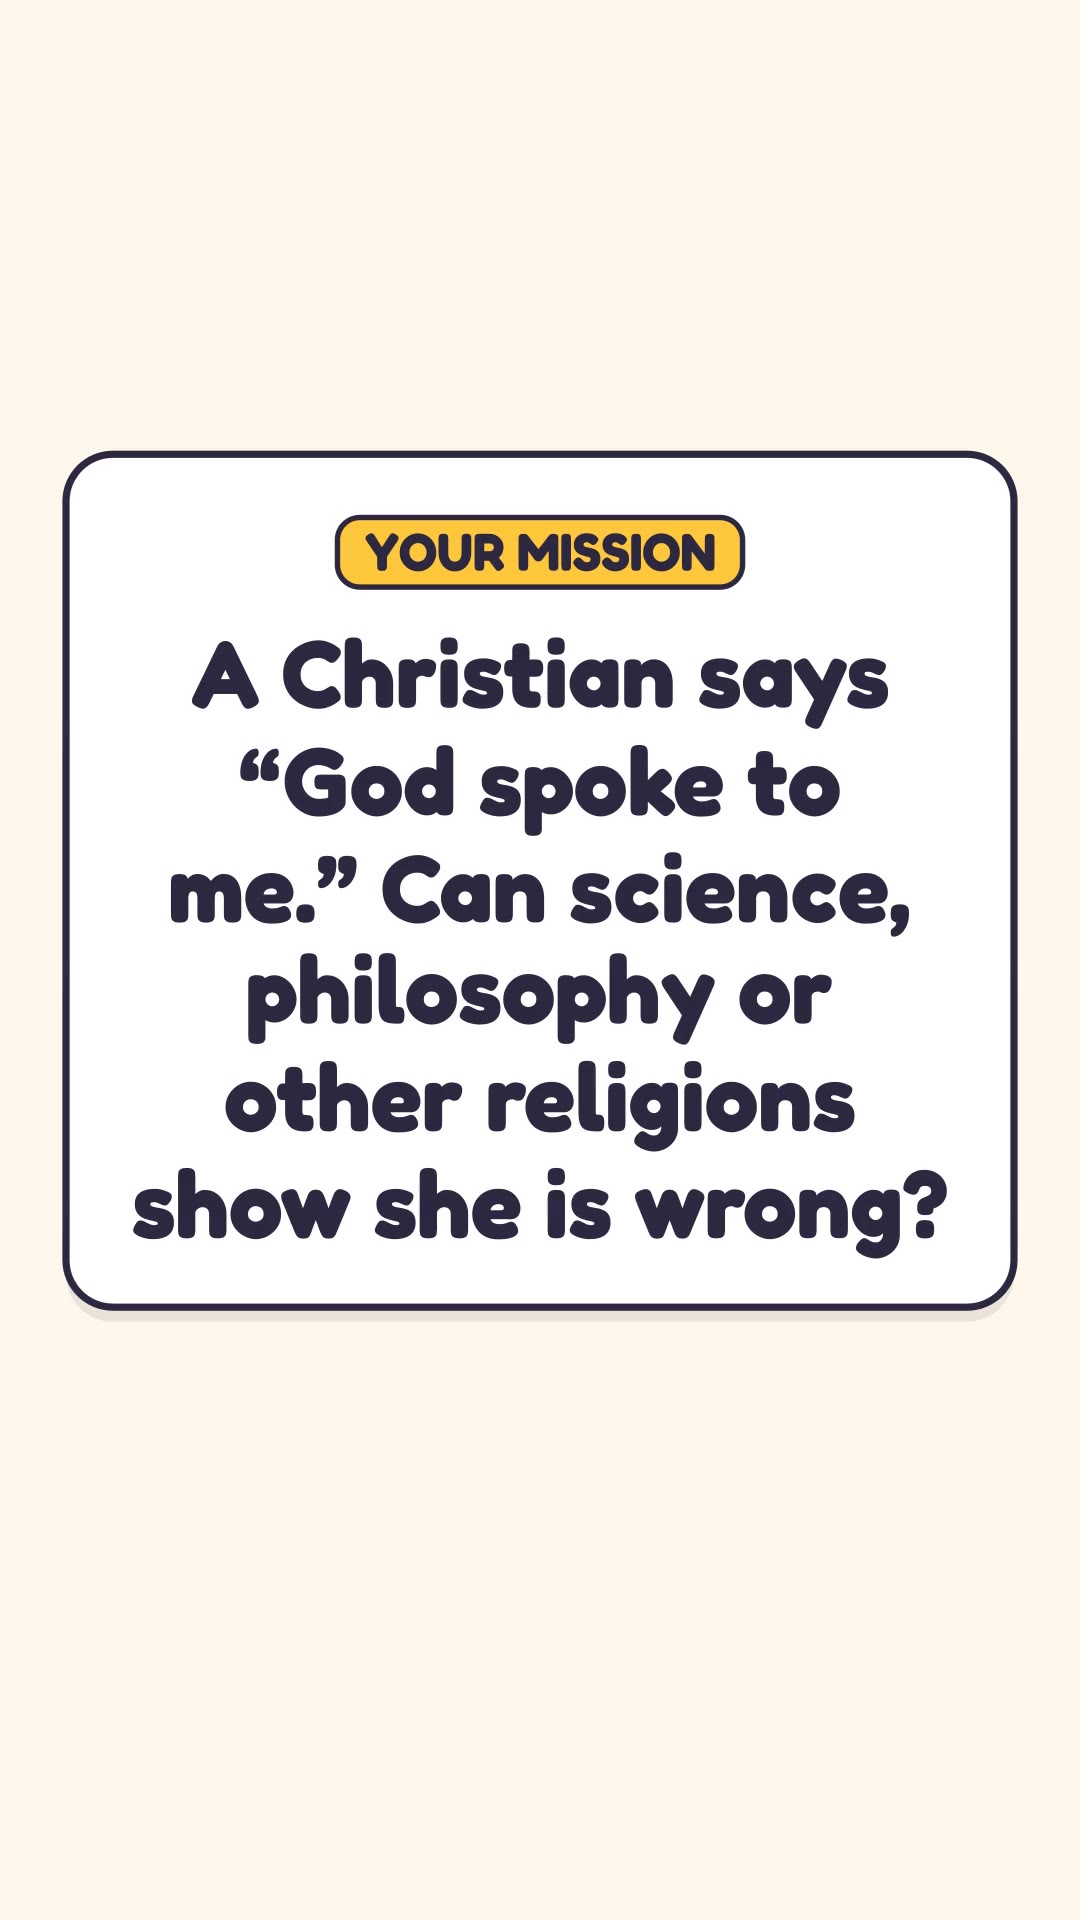 YOUR MISSION
A Christian says
“God spoke to
me.” Can science,
philosophy or
other religions
show she is wrong?